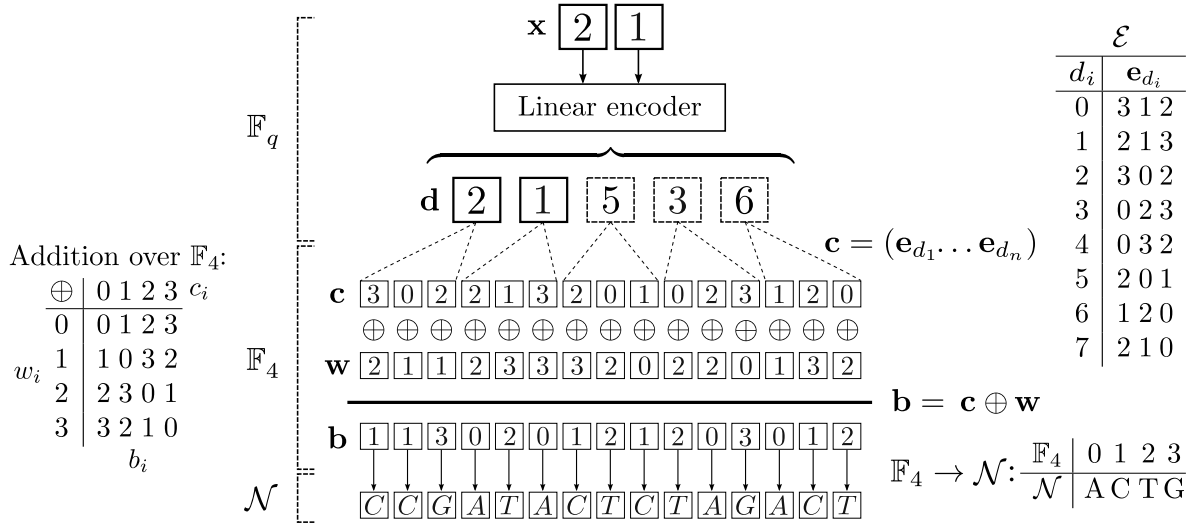 x 2 1
Linear encoder
𝔽q
d 2 1 5 3 6
c = (e_{d_1}…e_{d_n})
c 3 0 2 2 1 3 2 0 1 0 2 3 1 2 0
⊕ ⊕ ⊕ ⊕ ⊕ ⊕ ⊕ ⊕ ⊕ ⊕ ⊕ ⊕ ⊕ ⊕ ⊕
𝔽4
w 2 1 1 2 3 3 3 2 0 2 2 0 1 3 2
b = c ⊕ w
b 1 1 3 0 2 0 1 2 1 2 0 3 0 1 2
𝒩
C C G A T A C T C T A G A C T
Addition over 𝔽4:
⊕ 0 1 2 3 c_i
0 0 1 2 3
1 1 0 3 2
w_i
2 2 3 0 1
3 3 2 1 0
b_i
ℰ
d_i e_{d_i}
0 3 1 2
1 2 1 3
2 3 0 2
3 0 2 3
4 0 3 2
5 2 0 1
6 1 2 0
7 2 1 0
𝔽4 → 𝒩:
𝔽4 0 1 2 3
𝒩 A C T G